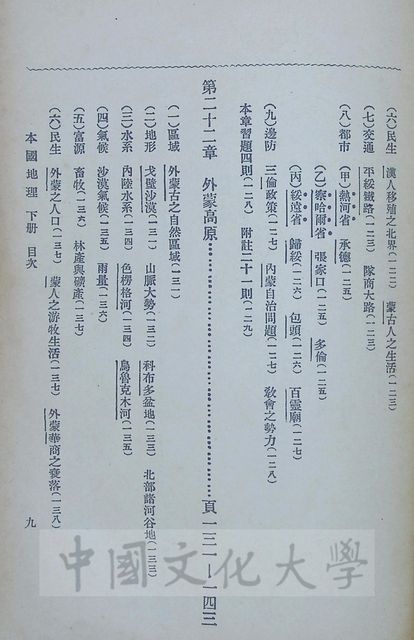 （六）民生　漢人移殖之北界（一二二）　蒙古人之生活（一二三）
（七）交通　平綏鐵路（一二三）　隊商大路（一二三）
（八）都市　（甲）熱河省　承德（一二五）
（乙）察哈爾省　張家口（一二五）　多倫（一二五）
（丙）綏遠省　歸綏（一二六）　包頭（一二六）　百靈廟（一二七）
（九）邊防　三倫政策（一二七）　內蒙自治問題（一二七）　敎會之勢力（一二八）
本章習題四則（一二八）　附註二十一則（一二九）
第二十二章　外蒙高原……頁一三一—一四三
（一）區域　外蒙古之自然區域（一三一）
（二）地形　戈壁沙漠（一三一）　山脈大勢（一三二）　科布多盆地（一三三）　北部諸河谷地（一三三）
（三）水系　內陸水系（一三四）　色楞格河（一三四）　烏魯克木河（一三五）
（四）氣候　沙漠氣候（一三五）　雨量（一三六）
（五）富源　畜牧（一三六）　林產與礦產（一三七）
（六）民生　外蒙之人口（一三七）　蒙人之游牧生活（一三七）　外蒙華商之衰落（一三八）
本國地理　下册　目次　九
中國文化大學